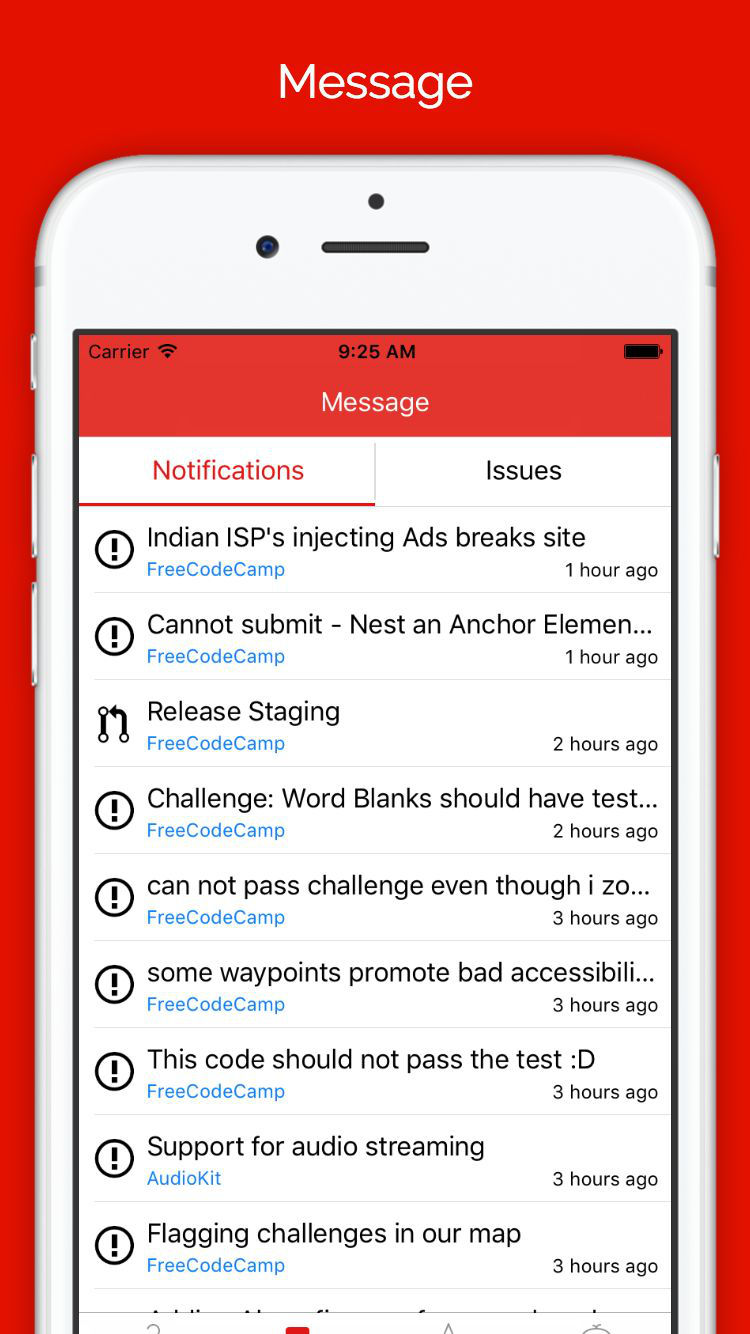 Message
Carrier 9:25 AM
Message
Notifications Issues
Indian ISP's injecting Ads breaks site
FreeCodeCamp 1 hour ago
Cannot submit - Nest an Anchor Elemen...
FreeCodeCamp 1 hour ago
Release Staging
FreeCodeCamp 2 hours ago
Challenge: Word Blanks should have test...
FreeCodeCamp 2 hours ago
can not pass challenge even though i zo...
FreeCodeCamp 3 hours ago
some waypoints promote bad accessibili...
FreeCodeCamp 3 hours ago
This code should not pass the test :D
FreeCodeCamp 3 hours ago
Support for audio streaming
AudioKit 3 hours ago
Flagging challenges in our map
FreeCodeCamp 3 hours ago